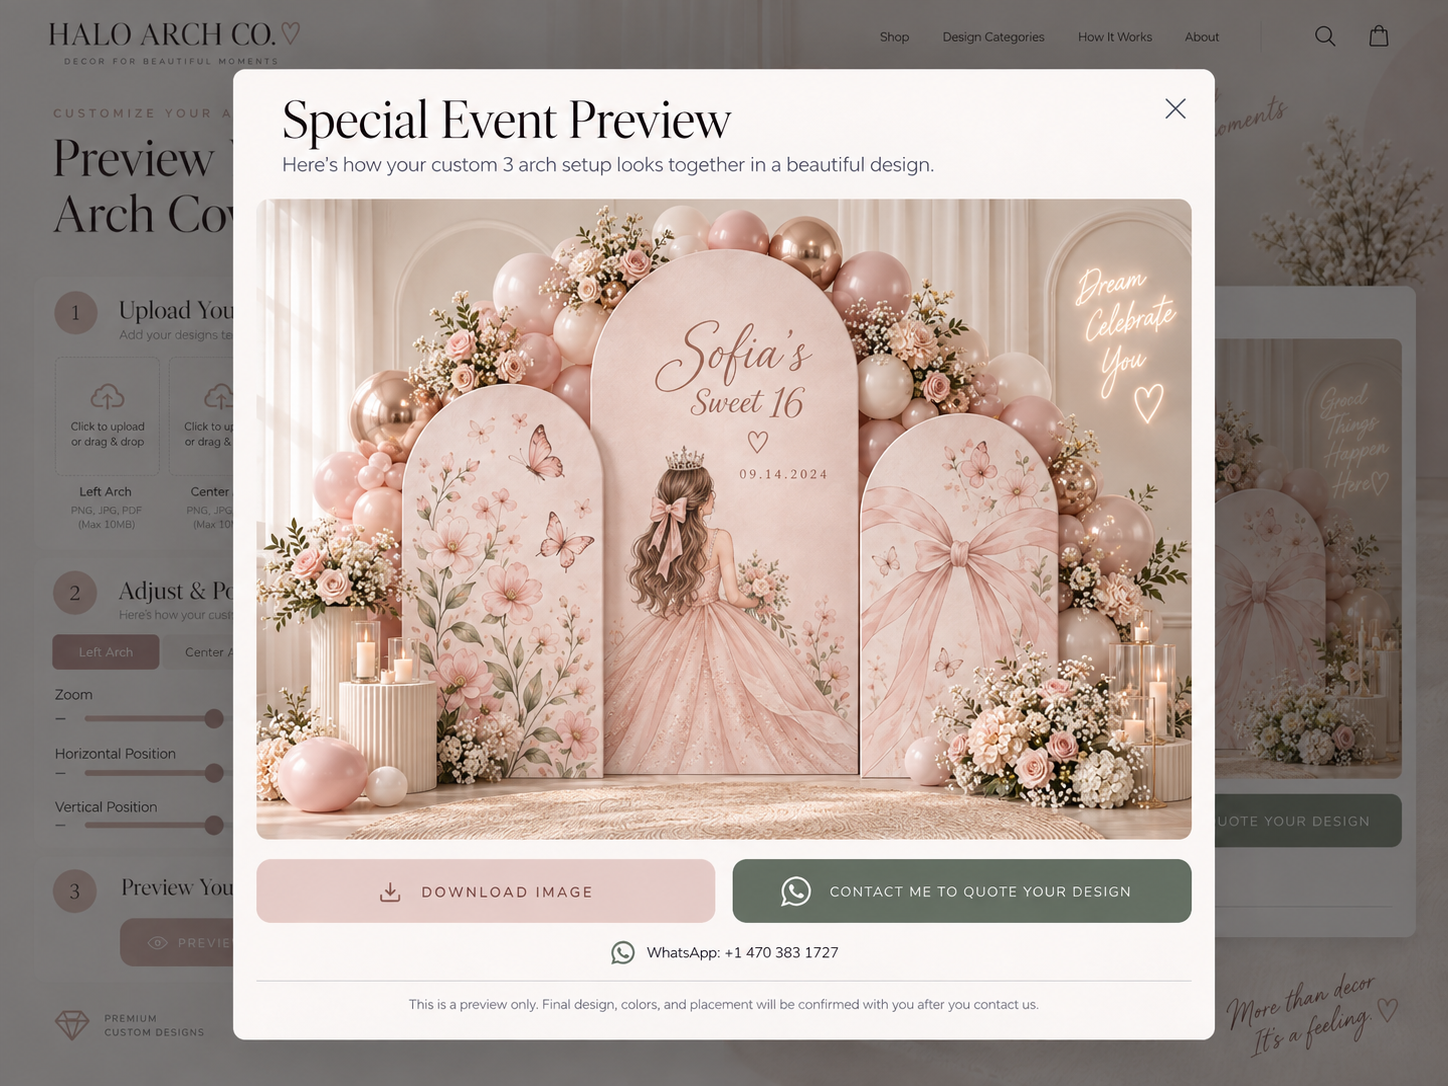 HALO ARCH CO.
DECOR FOR BEAUTIFUL MOMENTS
Shop
Design Categories
How It Works
About
CUSTOMIZE YOUR
Preview
Arch
moments
1
Upload You
Add your designs
Click to upload
or drag & drop
Click to
or drag &
Left Arch
Center
PNG, JPG, PDF
PNG, JPG,
(Max 10MB)
(Max 10
2
Adjust &
Here's how your
Left Arch
Center
Zoom
Horizontal Position
Vertical Position
3
Preview You
PREVIE
PREMIUM
CUSTOM DESIGNS
Special Event Preview
Here's how your custom 3 arch setup looks together in a beautiful design.
Sofia's
Sweet 16
09.14.2024
Dream
Celebrate
You
DOWNLOAD IMAGE
CONTACT ME TO QUOTE YOUR DESIGN
WhatsApp: +1 470 383 1727
This is a preview only. Final design, colors, and placement will be confirmed with you after you contact us.
Good
Things
Happen
Here
UOTE YOUR DESIGN
More than decor
It's a feeling.